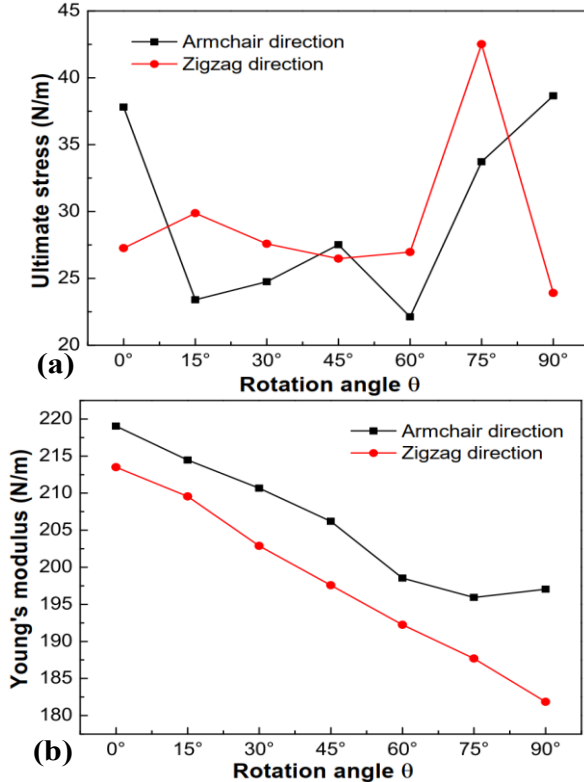 45
40
35
30
25
20
Ultimate stress (N/m)
Armchair direction
Zigzag direction
0° 15° 30° 45° 60° 75° 90°
(a)
Rotation angle θ
220
215
210
205
200
195
190
185
180
Young's modulus (N/m)
Armchair direction
Zigzag direction
0° 15° 30° 45° 60° 75° 90°
(b)
Rotation angle θ